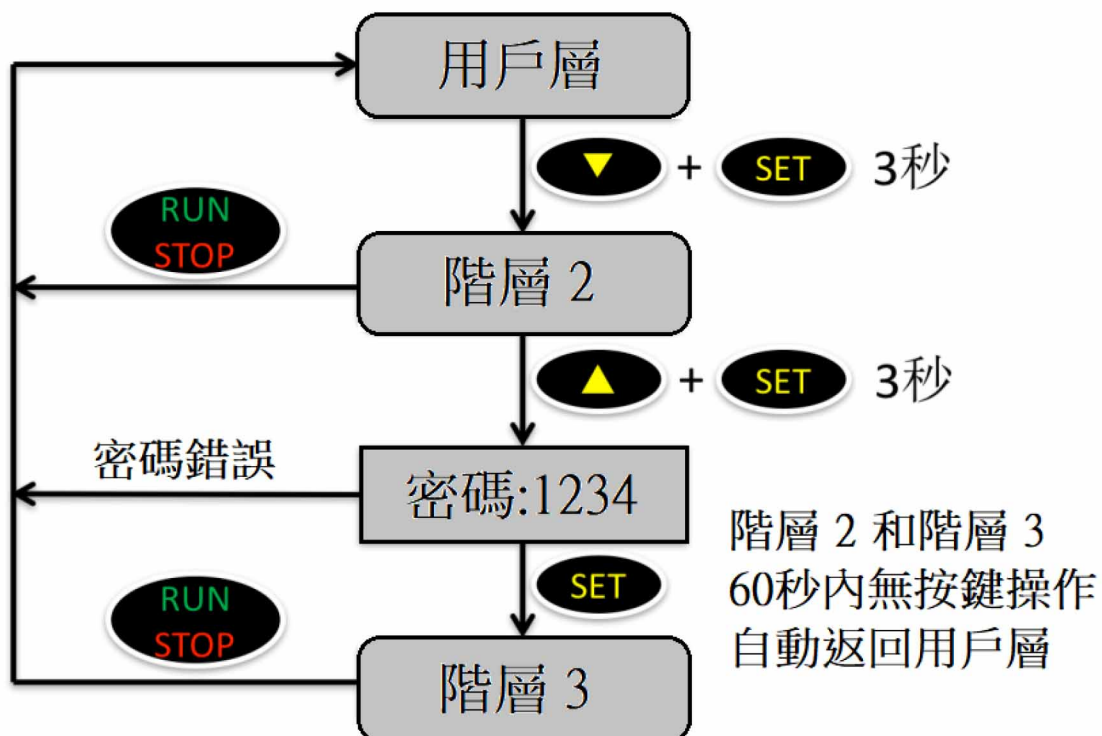 用戶層
▼ + SET 3秒
RUN
STOP
階層 2
▲ + SET 3秒
密碼錯誤
密碼:1234
SET
RUN
STOP
階層 3
階層 2 和階層 3
60秒內無按鍵操作
自動返回用戶層